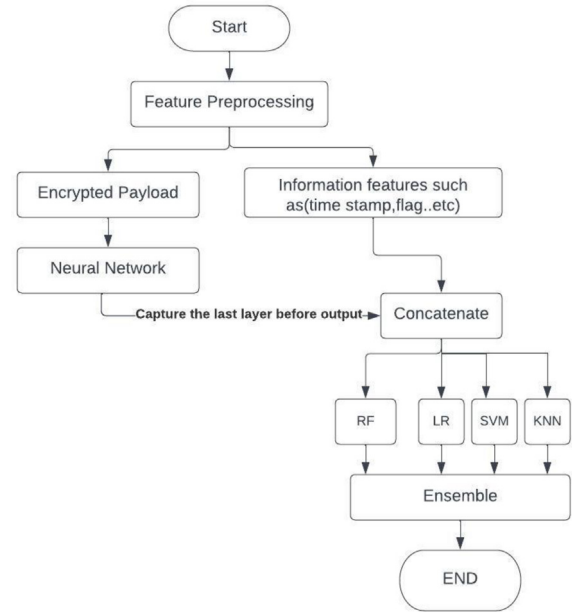 Start
Feature Preprocessing
Encrypted Payload
Information features such
as(time stamp,flag..etc)
Neural Network
Capture the last layer before output
Concatenate
RF
LR
SVM
KNN
Ensemble
END